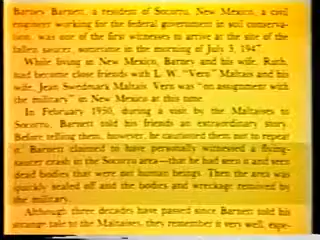 Barney Barnett, a resident of Socorro, New Mexico, a civil
engineer working for the federal government in soil conserva-
tion, was one of the first witnesses to arrive at the site of the
fallen saucer, sometime in the morning of July 3, 1947
While living in New Mexico, Barney and his wife, Ruth,
had become close friends with L. W. "Vern" Maltais and his
wife, Jean Swedmark Maltais. Vern was "on assignment with
the military" in New Mexico at this time.
In February 1950, during a visit by the Maltaises to
Socorro, Barnett told his friends an extraordinary story.
Before telling them, however, he cautioned them not to repeat
it. Barnett claimed to have personally witnessed a flying-
saucer crash in the Socorro area—that he had seen it and seen
dead bodies that were not human beings. Then the area was
quickly sealed off and the bodies and wreckage removed by
the military.
Although three decades have passed since Barnett told his
strange tale to the Maltaises, they remember it very well, espe-